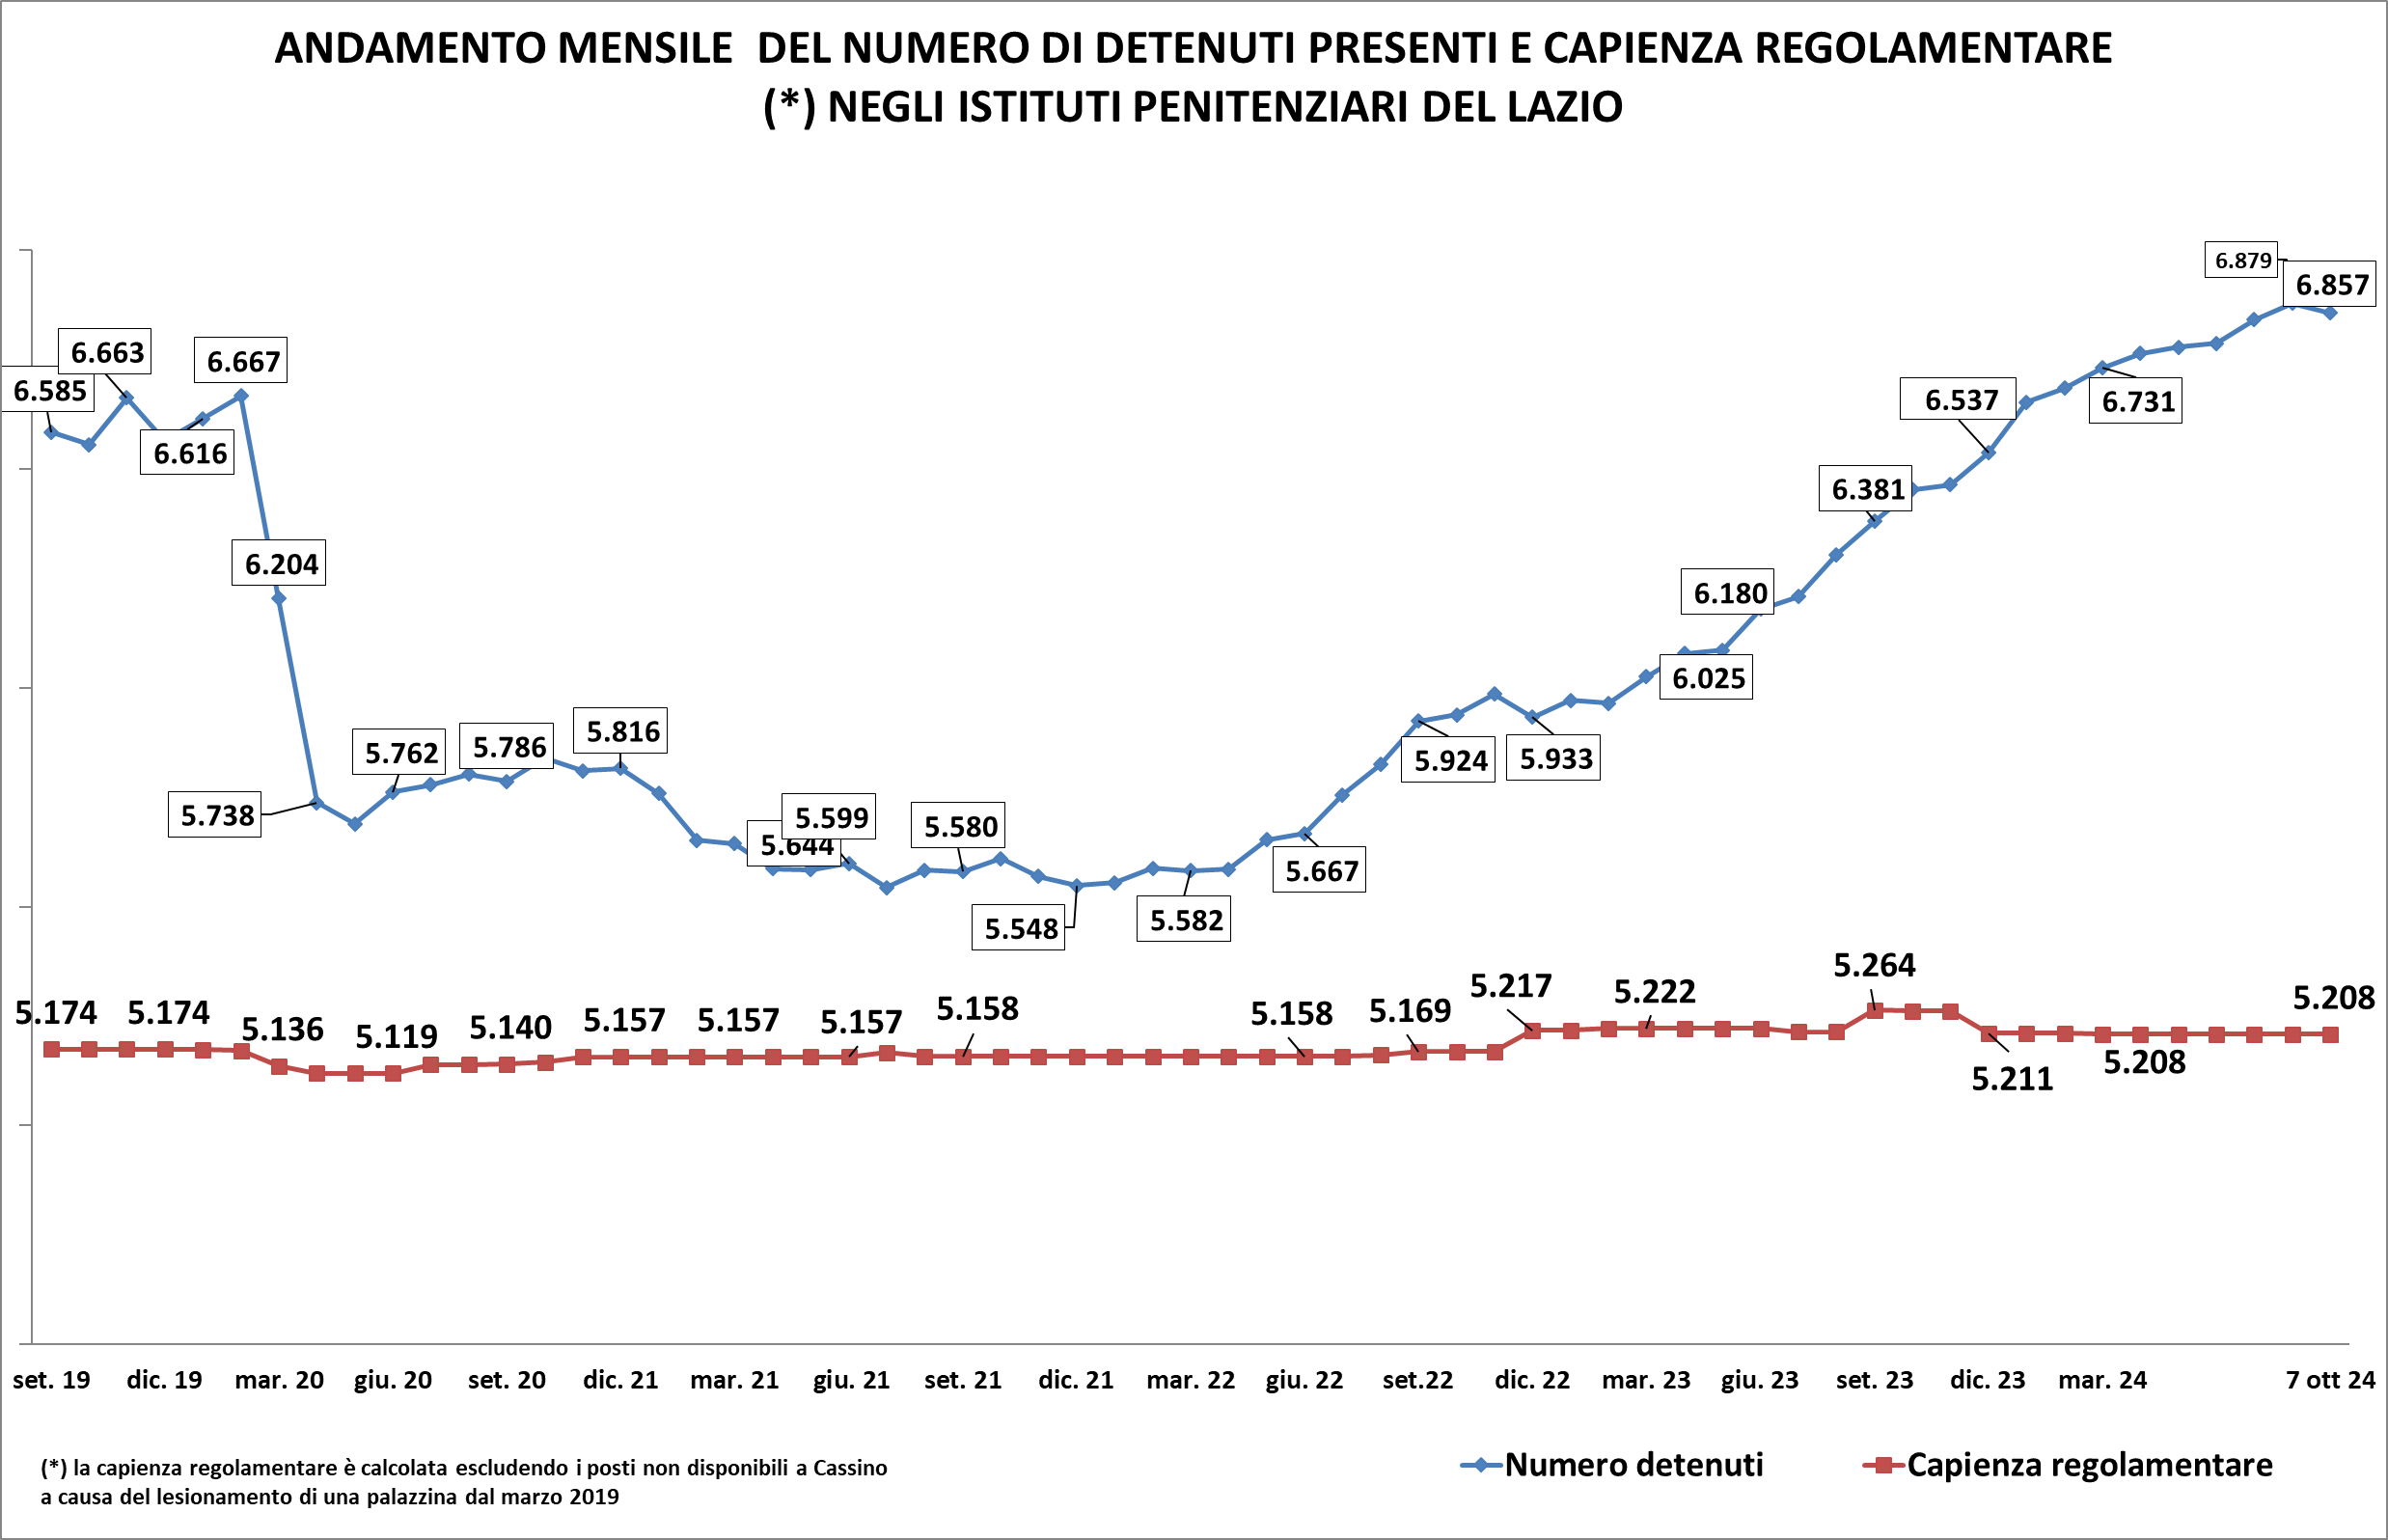 ANDAMENTO MENSILE  DEL NUMERO DI DETENUTI PRESENTI E CAPIENZA REGOLAMENTARE
(*) NEGLI ISTITUTI PENITENZIARI DEL LAZIO
6.879
6.857
6.663
6.667
6.585
6.616
6.537
6.731
6.381
6.204
6.180
6.025
5.816
5.786
5.762
5.738
5.924
5.933
5.599
5.644
5.580
5.667
5.548
5.582
5.174
5.174
5.136
5.119
5.140
5.157
5.157
5.157
5.158
5.158
5.169
5.217
5.222
5.264
5.211
5.208
5.208
set. 19
dic. 19
mar. 20
giu. 20
set. 20
dic. 21
mar. 21
giu. 21
set. 21
dic. 21
mar. 22
giu. 22
set.22
dic. 22
mar. 23
giu. 23
set. 23
dic. 23
mar. 24
7 ott 24
(*) la capienza regolamentare è calcolata escludendo i posti non disponibili a Cassino
a causa del lesionamento di una palazzina dal marzo 2019
Numero detenuti
Capienza regolamentare